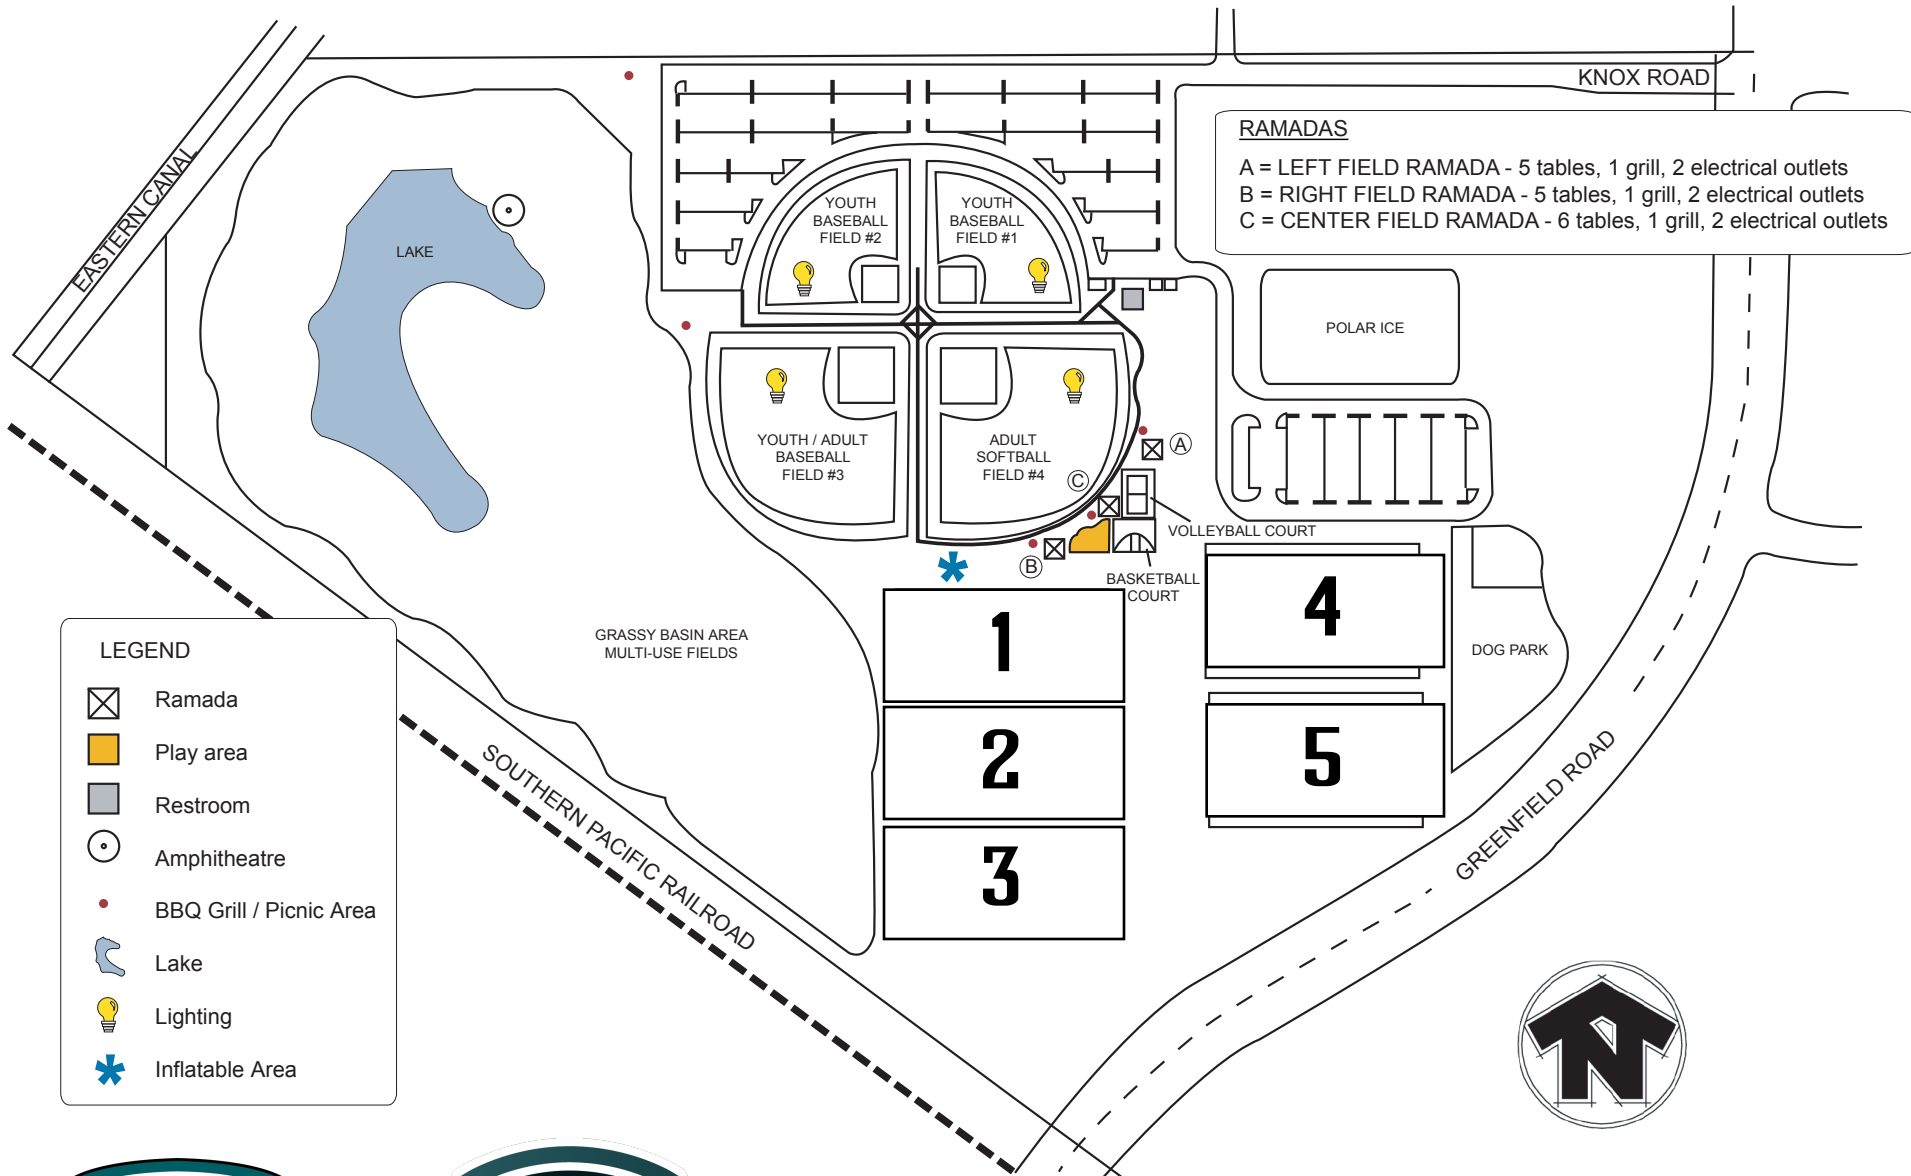 KNOX ROAD
RAMADAS
A = LEFT FIELD RAMADA - 5 tables, 1 grill, 2 electrical outlets
B = RIGHT FIELD RAMADA - 5 tables, 1 grill, 2 electrical outlets
C = CENTER FIELD RAMADA - 6 tables, 1 grill, 2 electrical outlets
EASTERN CANAL
LAKE
YOUTH
BASEBALL
FIELD #2
YOUTH
BASEBALL
FIELD #1
POLAR ICE
YOUTH / ADULT
BASEBALL
FIELD #3
ADULT
SOFTBALL
FIELD #4
A
C
VOLLEYBALL COURT
B
BASKETBALL
COURT
1
2
3
4
5
DOG PARK
GRASSY BASIN AREA
MULTI-USE FIELDS
SOUTHERN PACIFIC RAILROAD
GREENFIELD ROAD
LEGEND
Ramada
Play area
Restroom
Amphitheatre
BBQ Grill / Picnic Area
Lake
Lighting
Inflatable Area
N